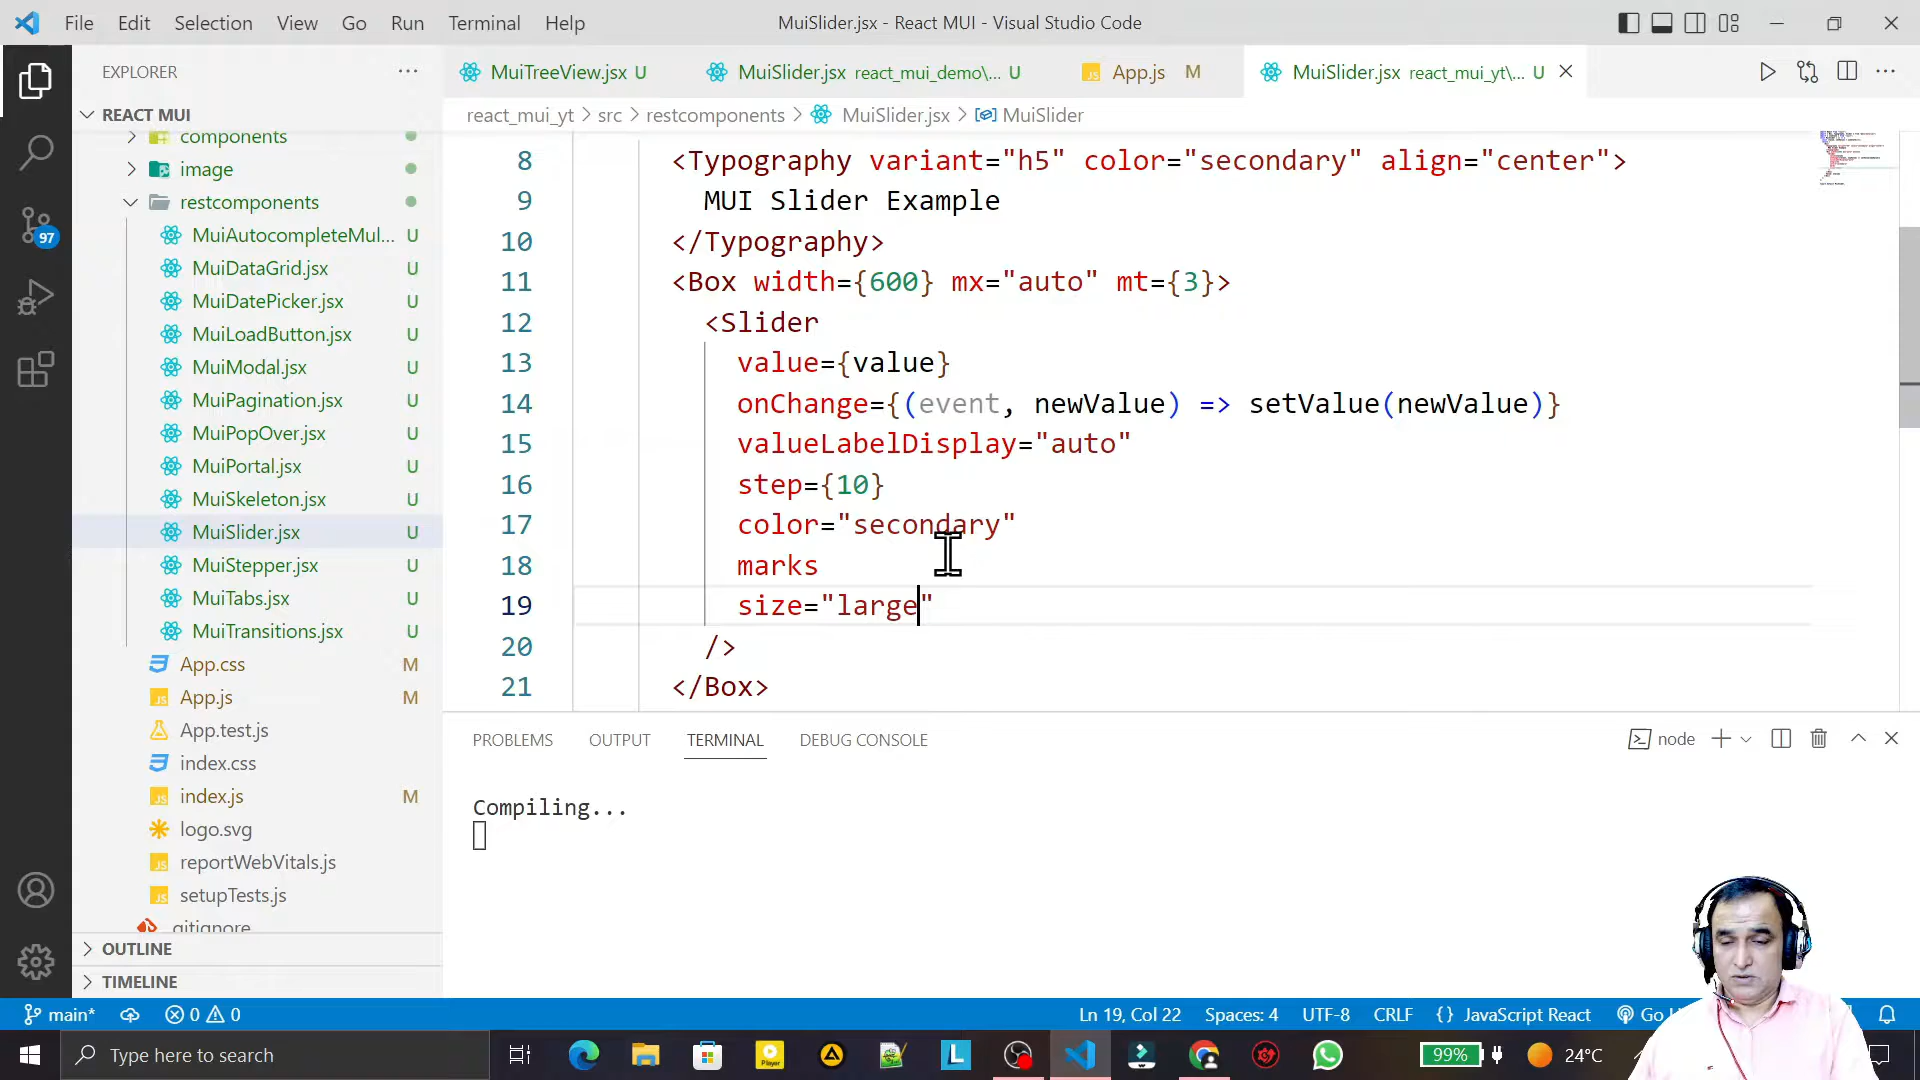 File Edit Selection View Go Run Terminal Help
MuiSlider.jsx - React MUI - Visual Studio Code
EXPLORER
MuiTreeView.jsx U
MuiSlider.jsx react_mui_demo\... U
App.js M
MuiSlider.jsx react_mui_yt\... U
REACT MUI
react_mui_yt > src > restcomponents > MuiSlider.jsx > MuiSlider
components
image
restcomponents
MuiAutocompleteMul... U
MuiDataGrid.jsx U
MuiDatePicker.jsx U
MuiLoadButton.jsx U
MuiModal.jsx U
MuiPagination.jsx U
MuiPopOver.jsx U
MuiPortal.jsx U
MuiSkeleton.jsx U
MuiSlider.jsx U
MuiStepper.jsx U
MuiTabs.jsx U
MuiTransitions.jsx U
App.css M
App.js M
App.test.js
index.css
index.js M
logo.svg
reportWebVitals.js
setupTests.js
.gitignore
OUTLINE
TIMELINE
97
8 <Typography variant="h5" color="secondary" align="center">
9 MUI Slider Example
10 </Typography>
11 <Box width={600} mx="auto" mt={3}>
12 <Slider
13 value={value}
14 onChange={(event, newValue) => setValue(newValue)}
15 valueLabelDisplay="auto"
16 step={10}
17 color="secondary"
18 marks
19 size="large"
20 />
21 </Box>
PROBLEMS OUTPUT TERMINAL DEBUG CONSOLE
node
Compiling...
main* 0 0
Ln 19, Col 22 Spaces: 4 UTF-8 CRLF {} JavaScript React Go
Type here to search
Player
L
99%
24°C